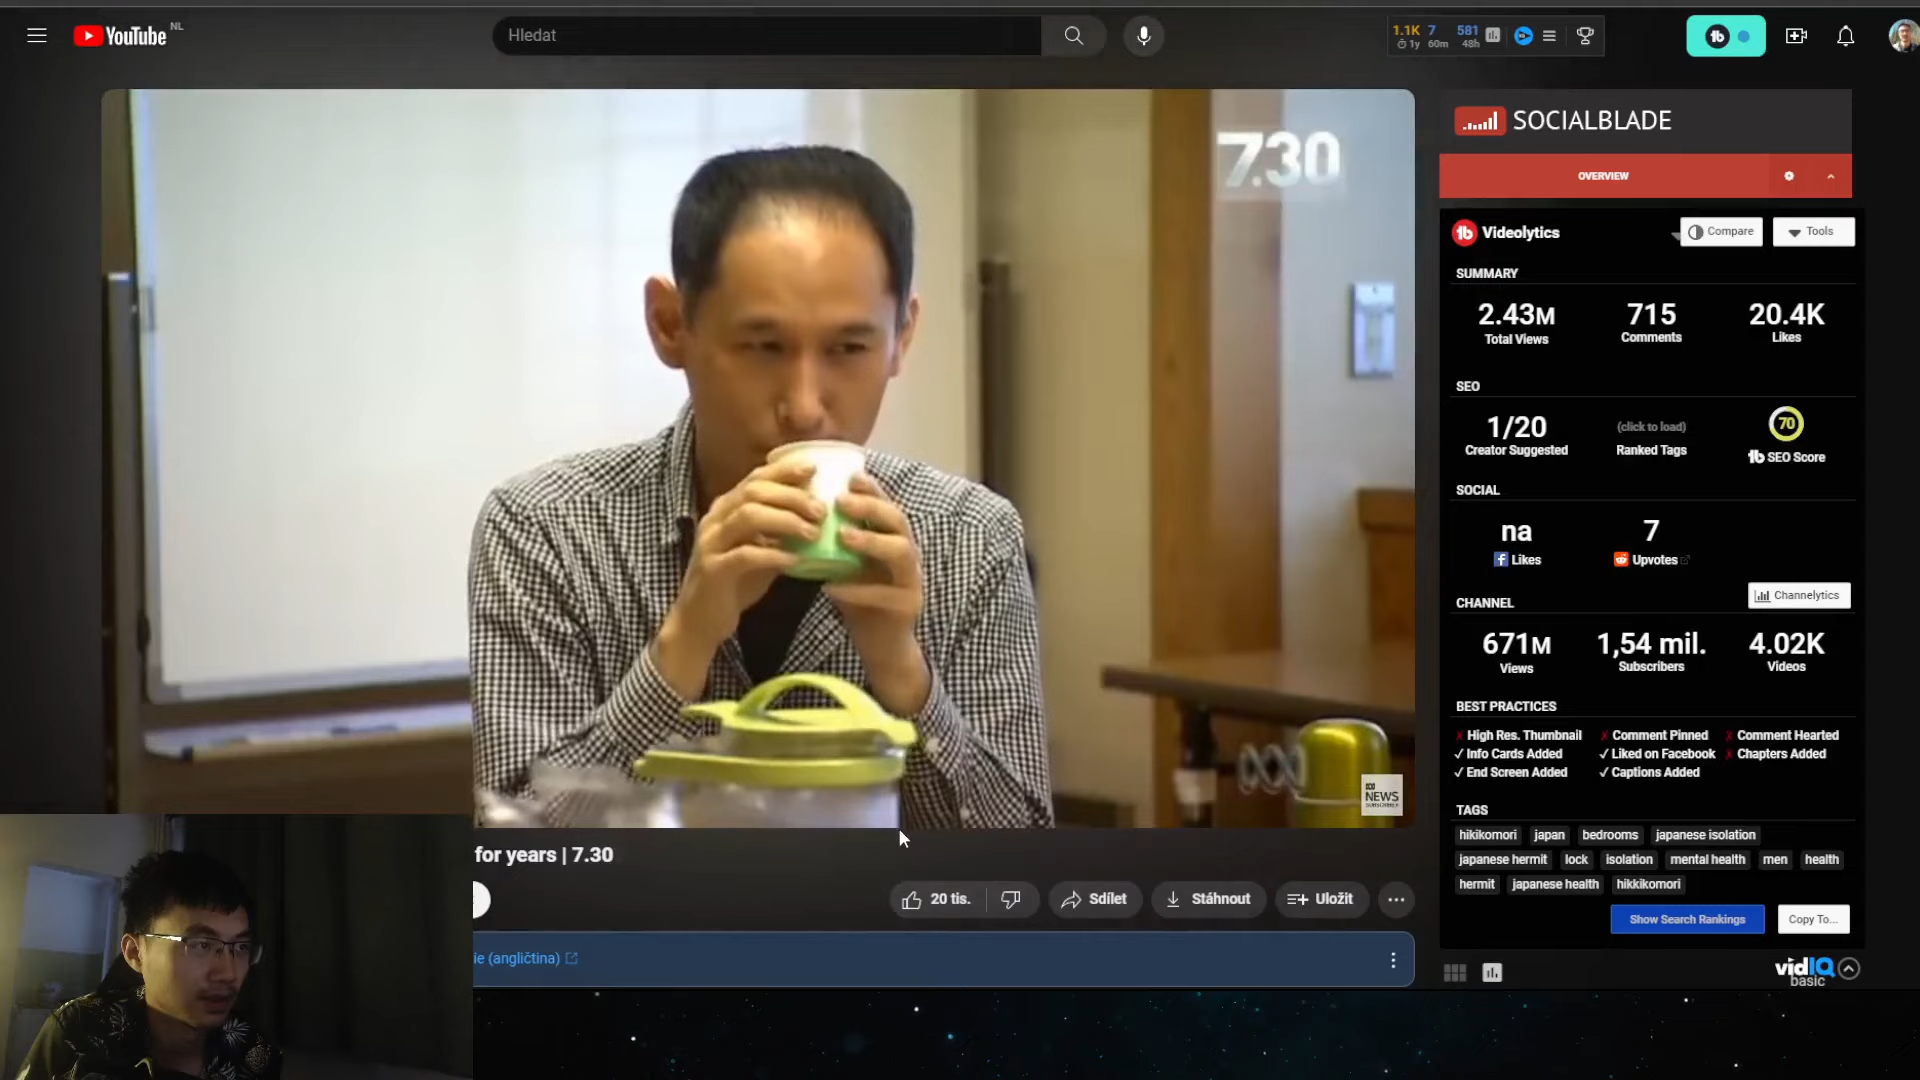 YouTube NL
Hledat
1.1K 7 581
1y 60m 48h
7.30
NEWS
SOCIALBLADE
OVERVIEW
Videolytics
Compare
Tools
SUMMARY
2.43M 715 20.4K
Total Views Comments Likes
SEO
1/20 (click to load) 70
Creator Suggested Ranked Tags SEO Score
SOCIAL
na 7
Likes Upvotes
CHANNEL
Channelytics
671M 1,54 mil. 4.02K
Views Subscribers Videos
BEST PRACTICES
High Res. Thumbnail Comment Pinned Comment Hearted
Info Cards Added Liked on Facebook Chapters Added
End Screen Added Captions Added
TAGS
hikikomori japan bedrooms japanese isolation
japanese hermit lock isolation mental health men health
hermit japanese health hikkikomori
Show Search Rankings Copy To...
vidIQ
basic
for years | 7.30
20 tis. Sdílet Stáhnout Uložit
ie (angličtina)